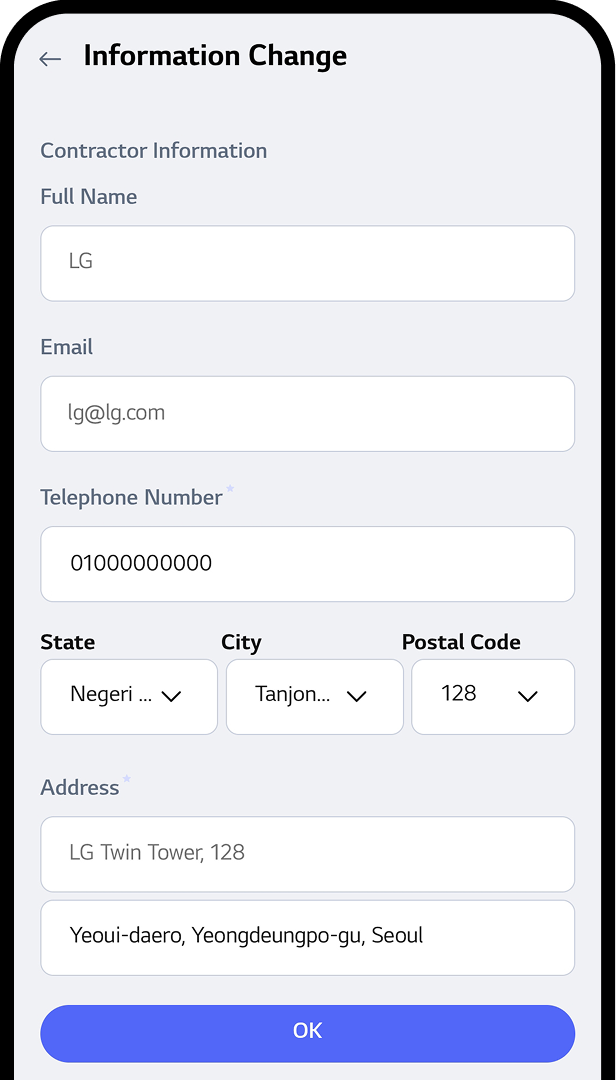 ← Information Change
Contractor Information
Full Name
LG
Email
lg@lg.com
Telephone Number *
01000000000
State City Postal Code
Negeri ... Tanjon... 128
Address *
LG Twin Tower, 128
Yeoui-daero, Yeongdeungpo-gu, Seoul
OK